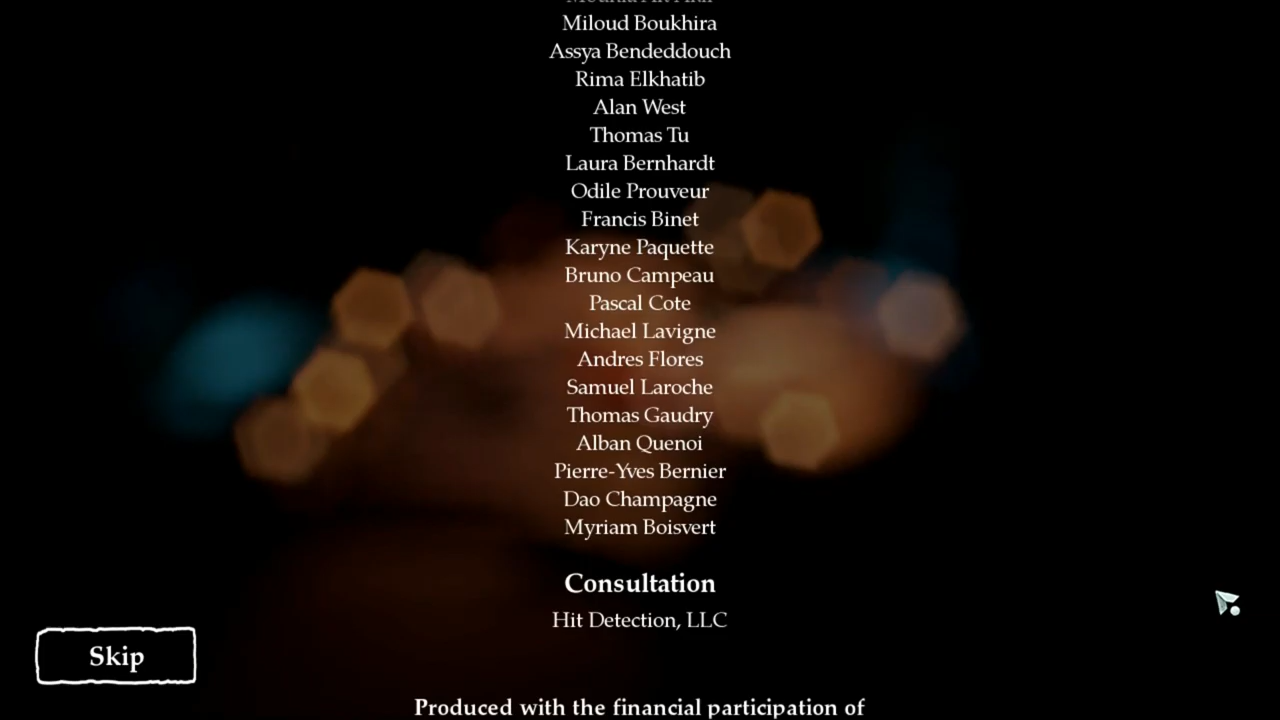 Miloud Boukhira
Assya Bendeddouch
Rima Elkhatib
Alan West
Thomas Tu
Laura Bernhardt
Odile Prouveur
Francis Binet
Karyne Paquette
Bruno Campeau
Pascal Cote
Michael Lavigne
Andres Flores
Samuel Laroche
Thomas Gaudry
Alban Quenoi
Pierre-Yves Bernier
Dao Champagne
Myriam Boisvert
Consultation
Hit Detection, LLC
Skip
Produced with the financial participation of